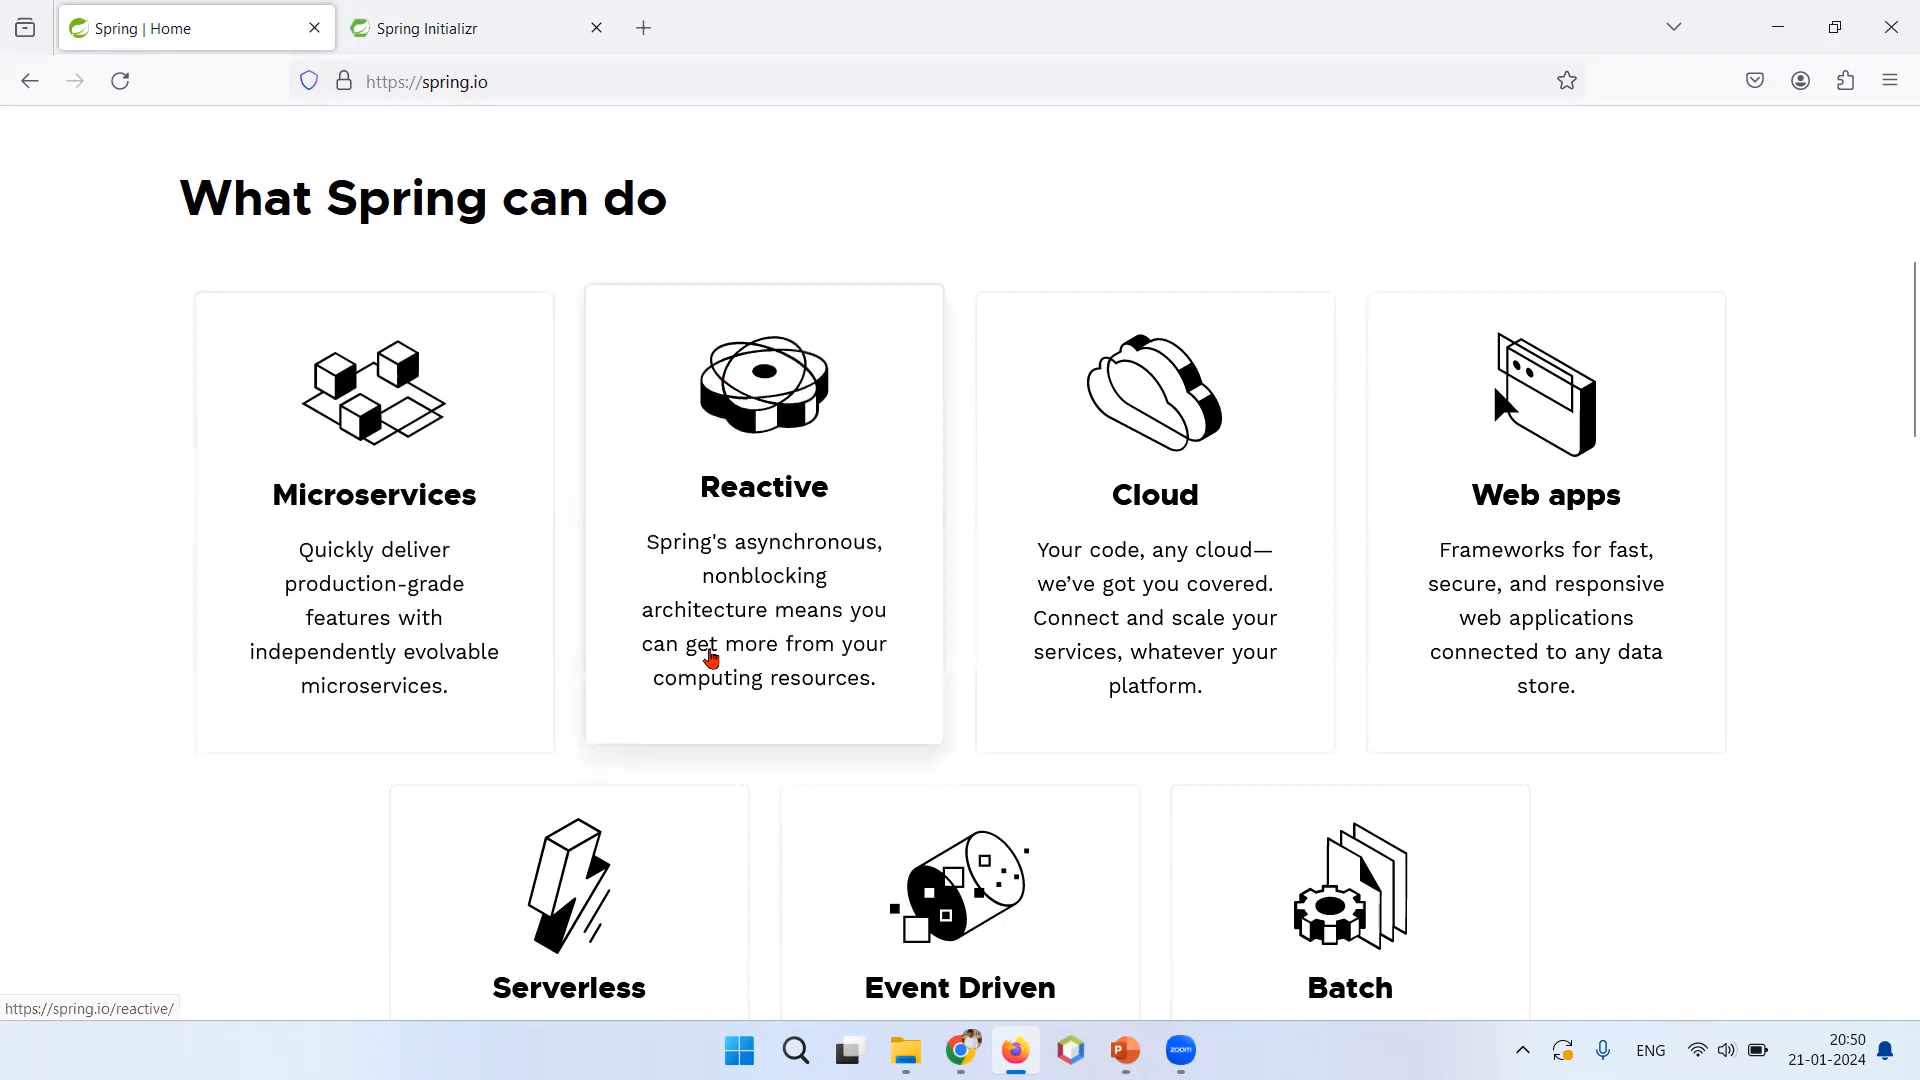 Spring | Home
Spring Initializr
https://spring.io
What Spring can do
Microservices
Quickly deliver
production-grade
features with
independently evolvable
microservices.
Reactive
Spring's asynchronous,
nonblocking
architecture means you
can get more from your
computing resources.
Cloud
Your code, any cloud—
we’ve got you covered.
Connect and scale your
services, whatever your
platform.
Web apps
Frameworks for fast,
secure, and responsive
web applications
connected to any data
store.
Serverless
Event Driven
Batch
https://spring.io/reactive/
P
zoom
ENG
20:50
21-01-2024